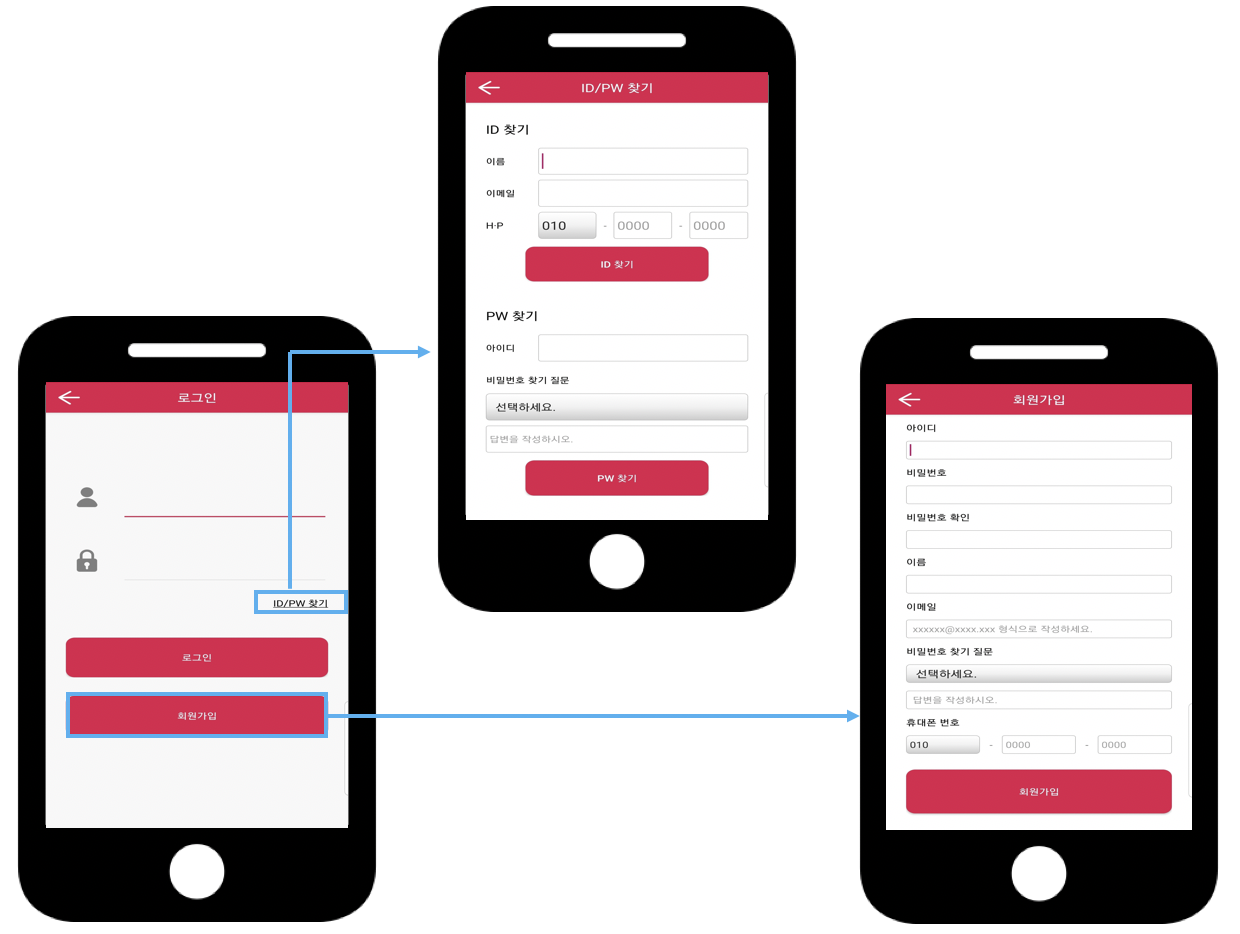 로그인
ID/PW 찾기
로그인
회원가입
ID/PW 찾기
ID 찾기
이름
이메일
H·P 010 - 0000 - 0000
ID 찾기
PW 찾기
아이디
비밀번호 찾기 질문
선택하세요.
답변을 작성하시오.
PW 찾기
회원가입
아이디
비밀번호
비밀번호 확인
이름
이메일
xxxxxx@xxxx.xxx 형식으로 작성하세요.
비밀번호 찾기 질문
선택하세요.
답변을 작성하시오.
휴대폰 번호
010 - 0000 - 0000
회원가입